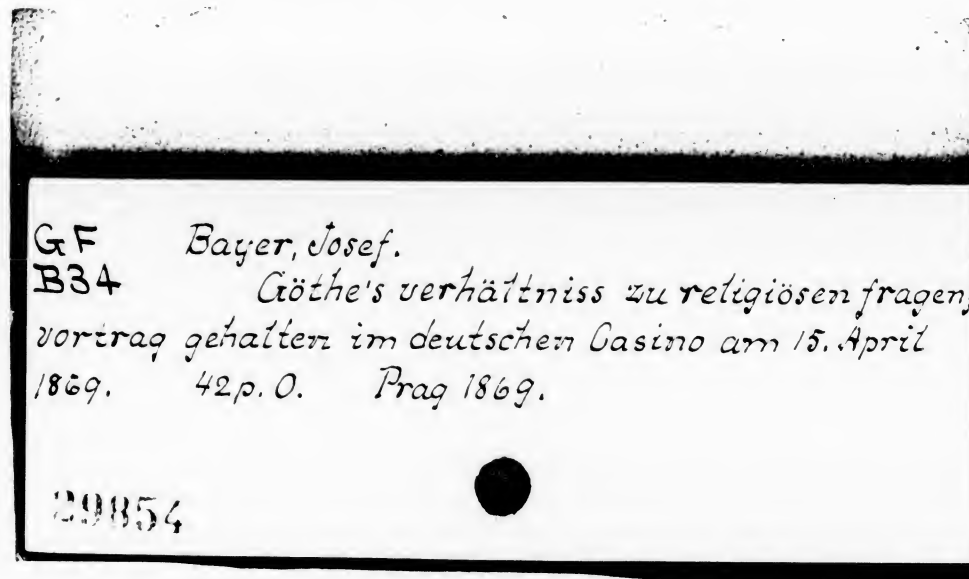 GF Bayer, Josef.
B34 Göthe's verhältniss zu religiösen fragen,
vortrag gehalten im deutschen Casino am 15. April
1869. 42p. O. Prag 1869.
29854